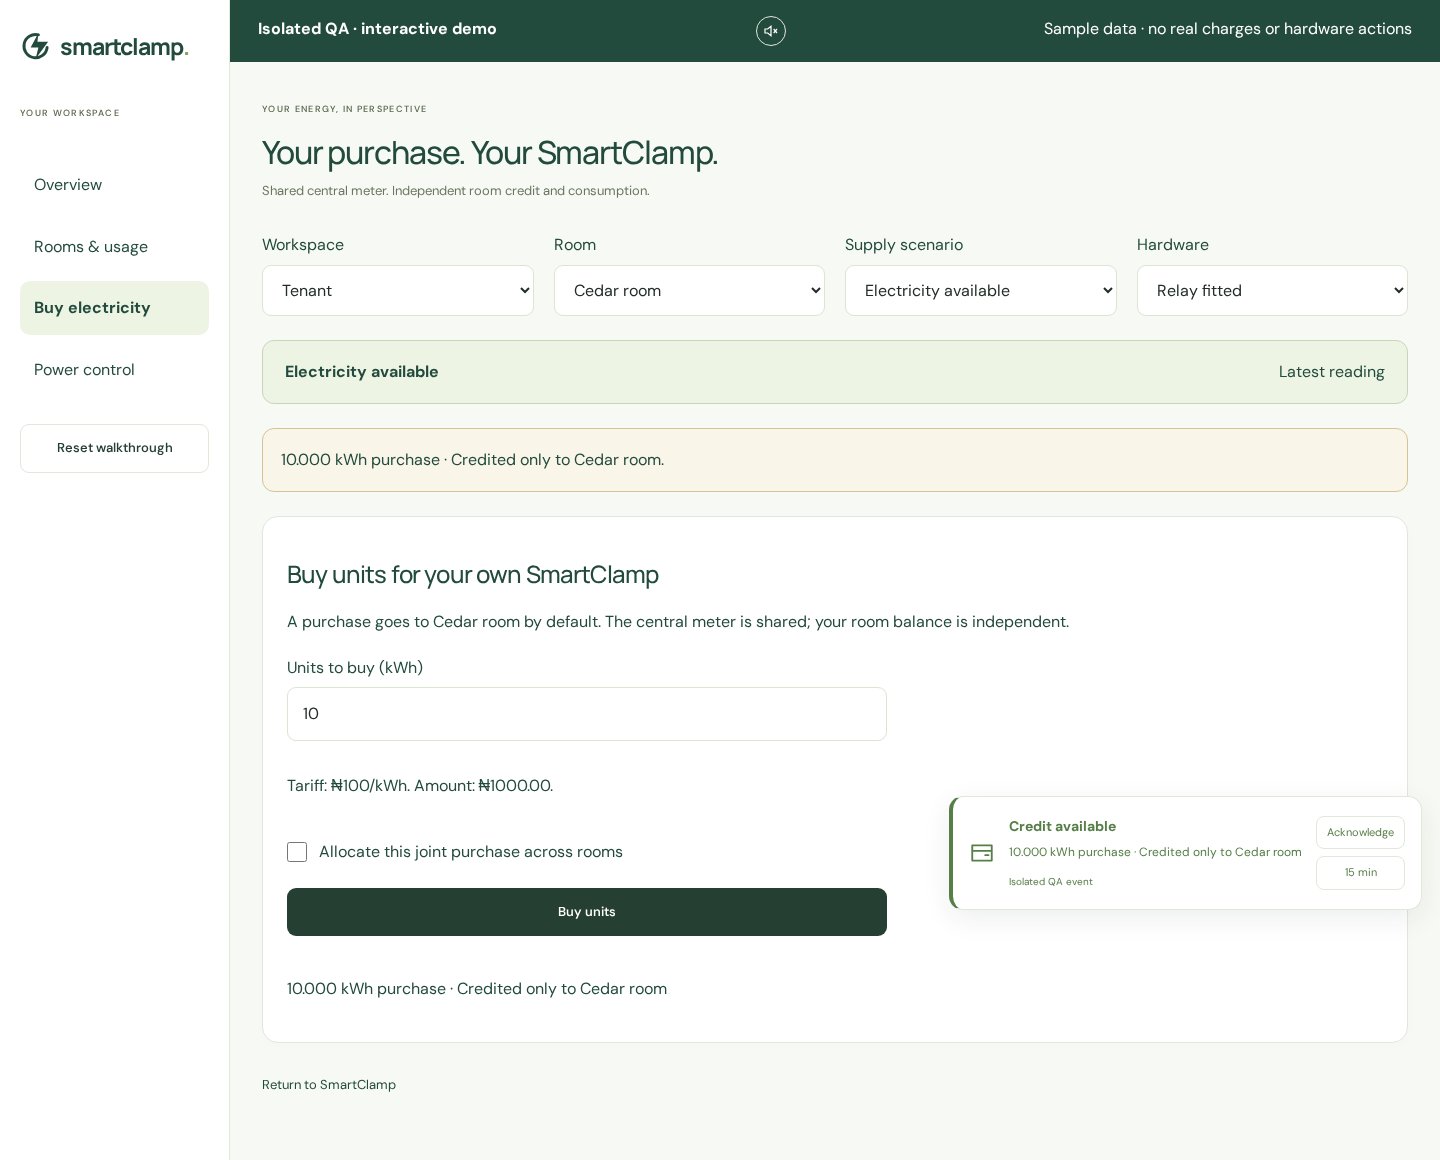 smartclamp.
Isolated QA · interactive demo
Sample data · no real charges or hardware actions
YOUR WORKSPACE
Overview
Rooms & usage
Buy electricity
Power control
Reset walkthrough
YOUR ENERGY, IN PERSPECTIVE
Your purchase. Your SmartClamp.
Shared central meter. Independent room credit and consumption.
Workspace
Tenant
Room
Cedar room
Supply scenario
Electricity available
Hardware
Relay fitted
Electricity available
Latest reading
10.000 kWh purchase · Credited only to Cedar room.
Buy units for your own SmartClamp
A purchase goes to Cedar room by default. The central meter is shared; your room balance is independent.
Units to buy (kWh)
10
Tariff: ₦100/kWh. Amount: ₦1000.00.
Allocate this joint purchase across rooms
Buy units
10.000 kWh purchase · Credited only to Cedar room
Credit available
10.000 kWh purchase · Credited only to Cedar room
Isolated QA event
Acknowledge
15 min
Return to SmartClamp